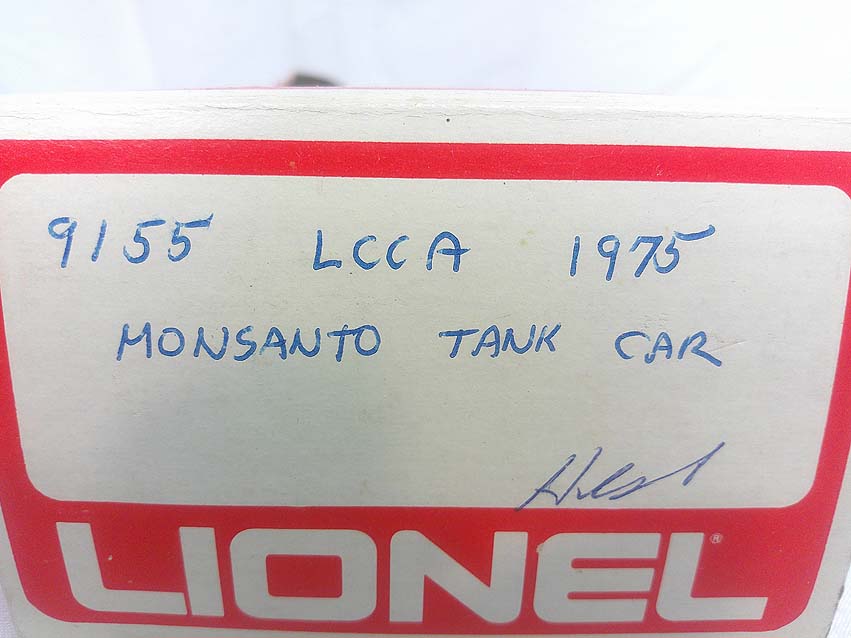 9155 LCCA 1975
MONSANTO TANK CAR
LIONEL®